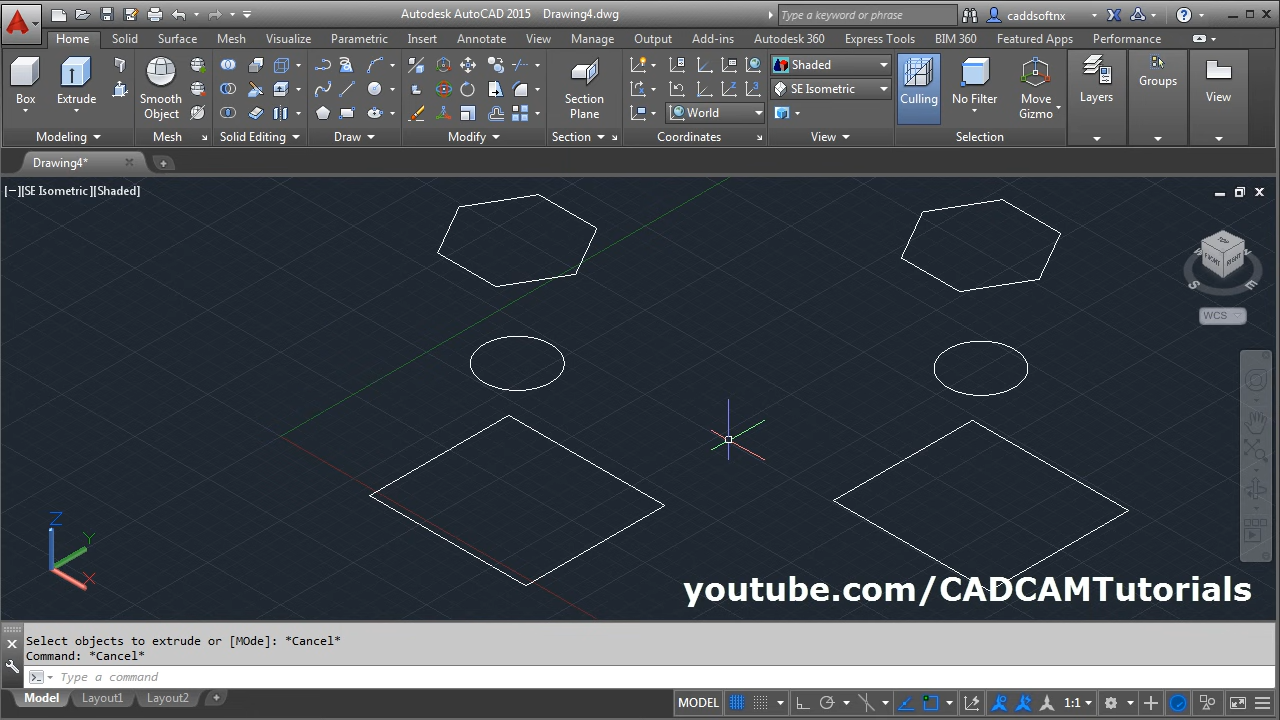 Autodesk AutoCAD 2015 Drawing4.dwg
Type a keyword or phrase
caddsoftnx
Home Solid Surface Mesh Visualize Parametric Insert Annotate View Manage Output Add-ins Autodesk 360 Express Tools BIM 360 Featured Apps Performance
Box
Extrude
Smooth
Object
Section
Plane
World
Shaded
SE Isometric
Culling
No Filter
Move
Gizmo
Layers
Groups
View
Modeling Mesh Solid Editing Draw Modify Section Coordinates View Selection
Drawing4*
[−][SE Isometric][Shaded]
TOP
FRONT RIGHT
S E
WCS
Z
Y
X
youtube.com/CADCAMTutorials
Select objects to extrude or [MOde]: *Cancel*
Command: *Cancel*
Type a command
Model Layout1 Layout2
MODEL 1:1